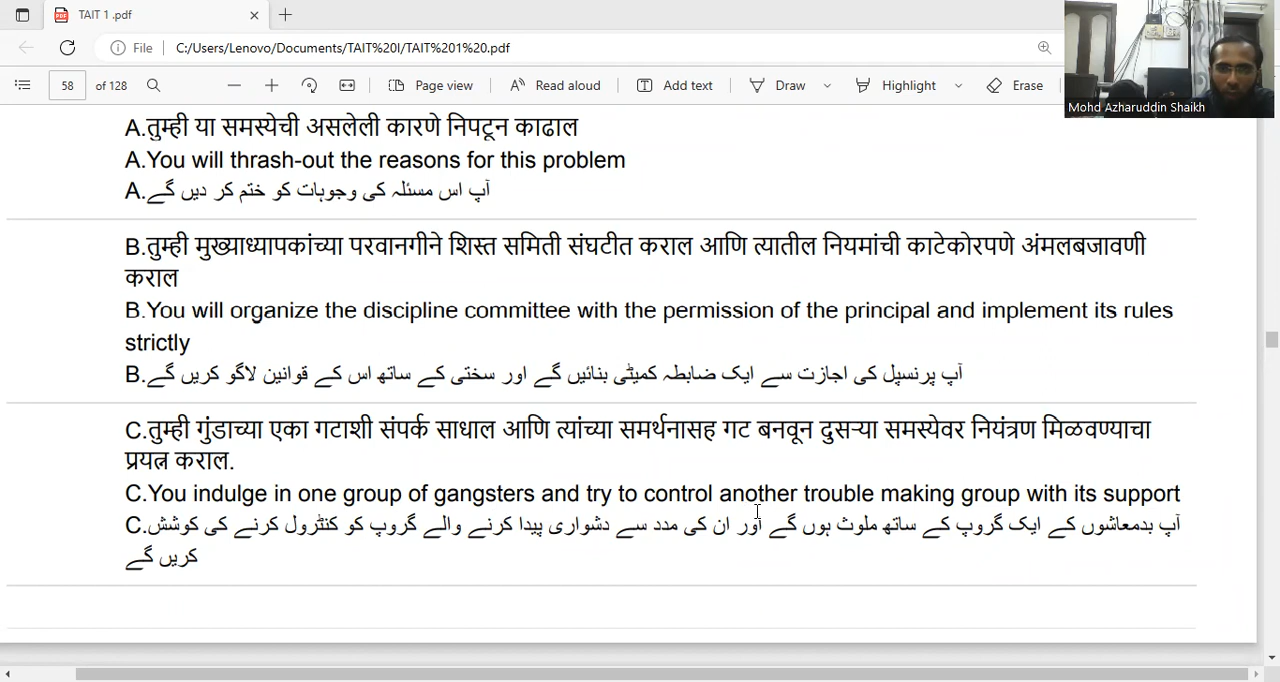 TAIT 1 .pdf
File
C:/Users/Lenovo/Documents/TAIT%20I/TAIT%201%20.pdf
58 of 128
Page view
Read aloud
Add text
Draw
Highlight
Erase
Mohd Azharuddin Shaikh
A.तुम्ही या समस्येची असलेली कारणे निपटून काढाल
A.You will thrash-out the reasons for this problem
A.آپ اس مسئلہ کی وجوہات کو ختم کر دیں گے
B.तुम्ही मुख्याध्यापकांच्या परवानगीने शिस्त समिती संघटीत कराल आणि त्यातील नियमांची काटेकोरपणे अंमलबजावणी
कराल
B.You will organize the discipline committee with the permission of the principal and implement its rules
strictly
B.آپ پرنسپل کی اجازت سے ایک ضابطہ کمیٹی بنائیں گے اور سختی کے ساتھ اس کے قوانین لاگو کریں گے
C.तुम्ही गुंडाच्या एका गटाशी संपर्क साधाल आणि त्यांच्या समर्थनासह गट बनवून दुसऱ्या समस्येवर नियंत्रण मिळवण्याचा
प्रयत्न कराल.
C.You indulge in one group of gangsters and try to control another trouble making group with its support
C.آپ بدمعاشوں کے ایک گروپ کے ساتھ ملوث ہوں گے اور ان کی مدد سے دشواری پیدا کرنے والے گروپ کو کنٹرول کرنے کی کوشش
کریں گے